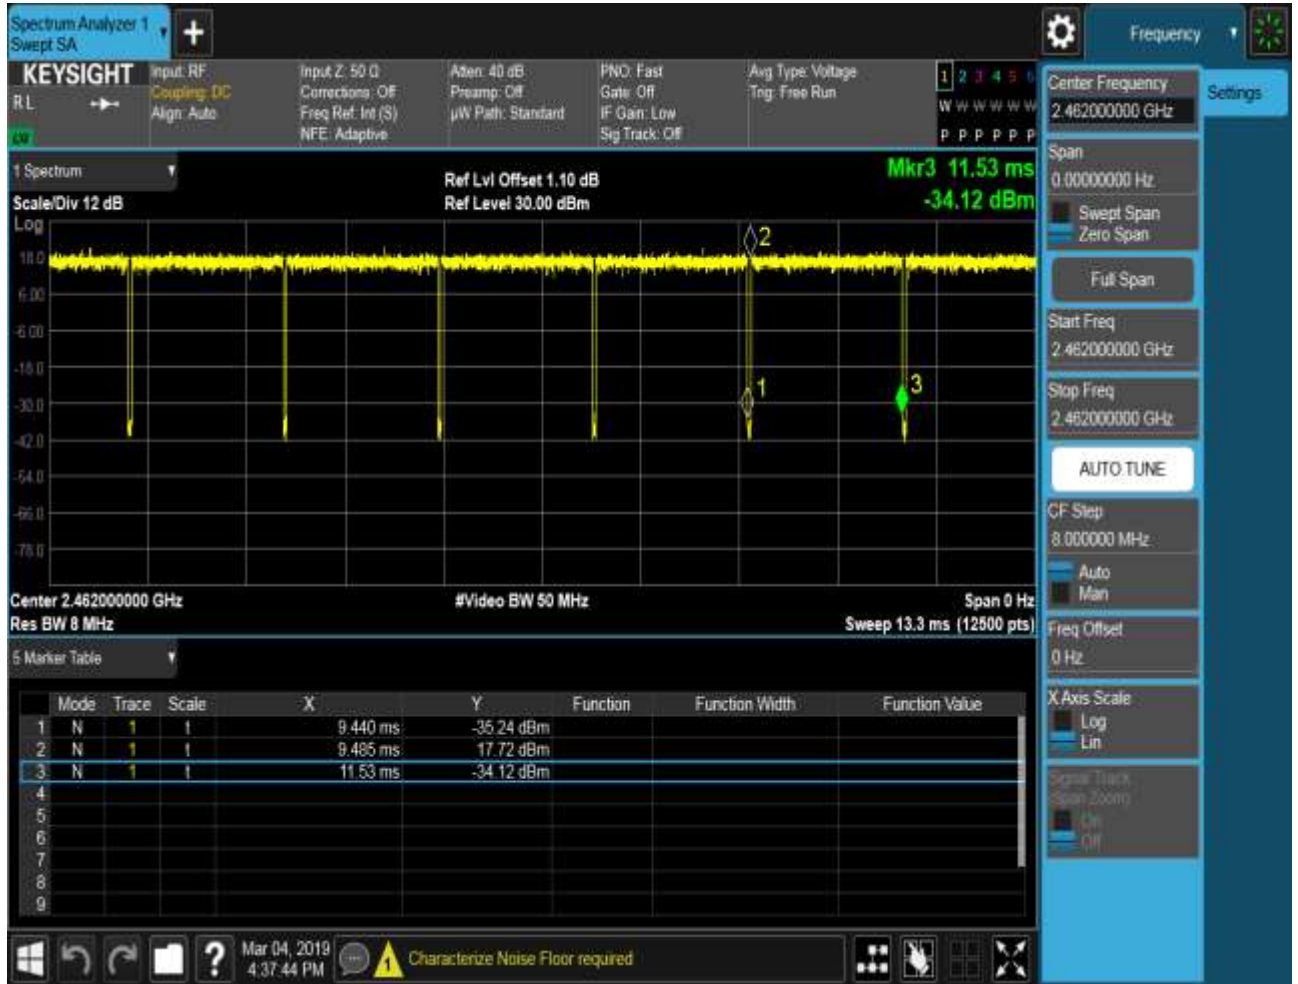 Spectrum Analyzer 1
Swept SA
+
Frequency
KEYSIGHT
RL
Input: RF
Coupling: DC
Align: Auto
Input Z: 50 Ω
Corrections: Off
Freq Ref: Int (S)
NFE: Adaptive
Atten: 40 dB
Preamp: Off
µW Path: Standard
PNO: Fast
Gate: Off
IF Gain: Low
Sig Track: Off
Avg Type: Voltage
Trig: Free Run
1 2 3 4 5 6
W W W W W W
P P P P P P
1 Spectrum
Scale/Div 12 dB
Ref Lvl Offset 1.10 dB
Ref Level 30.00 dBm
Mkr3 11.53 ms
-34.12 dBm
Log
18.0
6.00
-6.00
-18.0
-30.0
-42.0
-54.0
-66.0
-78.0
2
1
3
Center 2.462000000 GHz
#Video BW 50 MHz
Span 0 Hz
Res BW 8 MHz
Sweep 13.3 ms (12500 pts)
5 Marker Table
Mode Trace Scale X Y Function Function Width Function Value
1 N 1 t 9.440 ms -35.24 dBm
2 N 1 t 9.485 ms 17.72 dBm
3 N 1 t 11.53 ms -34.12 dBm
4
5
6
7
8
9
Mar 04, 2019
4:37:44 PM
1
Characterize Noise Floor required
?
Center Frequency
2.462000000 GHz
Settings
Span
0.00000000 Hz
Swept Span
Zero Span
Full Span
Start Freq
2.462000000 GHz
Stop Freq
2.462000000 GHz
AUTO TUNE
CF Step
8.000000 MHz
Auto
Man
Freq Offset
0 Hz
X Axis Scale
Log
Lin
Signal Track
(Span Zoom)
On
Off